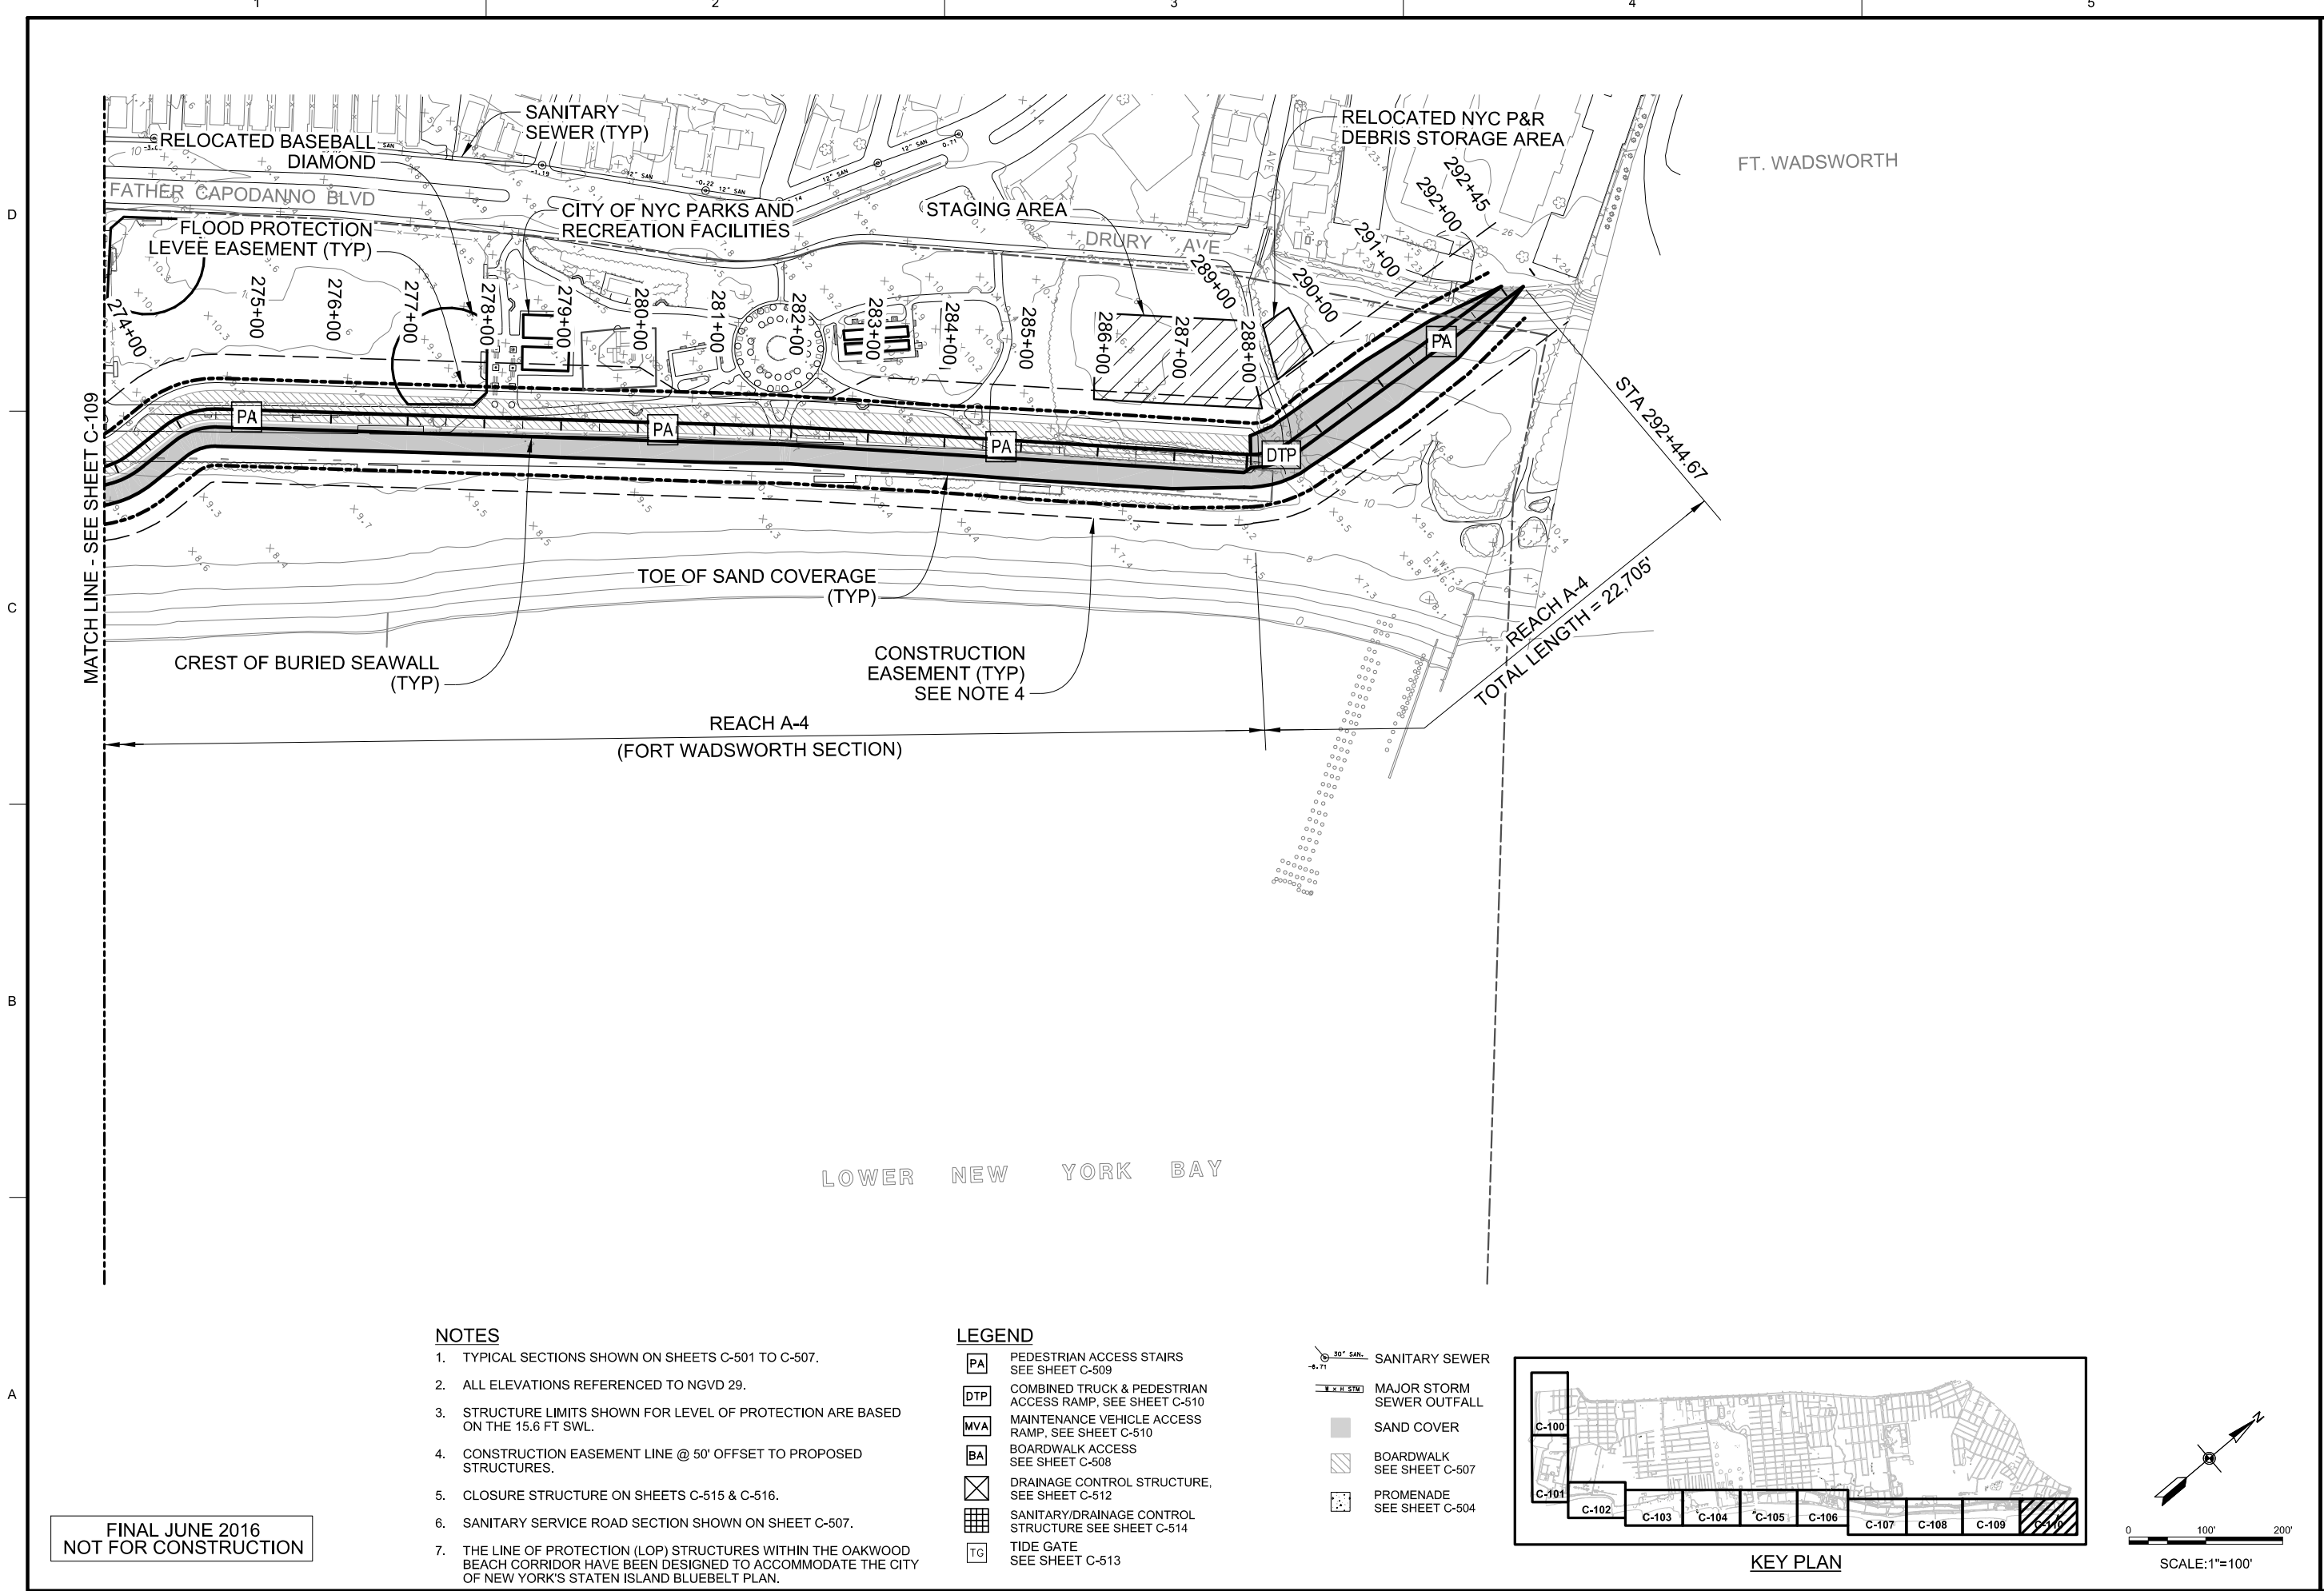 1 2 3 4 5
D
C
B
A
SANITARY
SEWER (TYP)
RELOCATED BASEBALL
DIAMOND
RELOCATED NYC P&R
DEBRIS STORAGE AREA
FT. WADSWORTH
FATHER CAPODANNO BLVD
FLOOD PROTECTION
LEVEE EASEMENT (TYP)
CITY OF NYC PARKS AND
RECREATION FACILITIES
STAGING AREA
DRURY AVE
AVE
12" SAN
12" SAN
12" SAN
12" SAN
274+00
275+00
276+00
277+00
278+00
279+00
280+00
281+00
282+00
283+00
284+00
285+00
286+00
287+00
288+00
289+00
290+00
291+00
292+00
292+45
PA
PA
PA
DTP
PA
MATCH LINE - SEE SHEET C-109
STA 292+44.67
TOE OF SAND COVERAGE
(TYP)
CREST OF BURIED SEAWALL
(TYP)
CONSTRUCTION
EASEMENT (TYP)
SEE NOTE 4
REACH A-4
TOTAL LENGTH = 22,705'
REACH A-4
(FORT WADSWORTH SECTION)
LOWER NEW YORK BAY
NOTES
1. TYPICAL SECTIONS SHOWN ON SHEETS C-501 TO C-507.
2. ALL ELEVATIONS REFERENCED TO NGVD 29.
3. STRUCTURE LIMITS SHOWN FOR LEVEL OF PROTECTION ARE BASED
ON THE 15.6 FT SWL.
4. CONSTRUCTION EASEMENT LINE @ 50' OFFSET TO PROPOSED
STRUCTURES.
5. CLOSURE STRUCTURE ON SHEETS C-515 & C-516.
6. SANITARY SERVICE ROAD SECTION SHOWN ON SHEET C-507.
7. THE LINE OF PROTECTION (LOP) STRUCTURES WITHIN THE OAKWOOD
BEACH CORRIDOR HAVE BEEN DESIGNED TO ACCOMMODATE THE CITY
OF NEW YORK'S STATEN ISLAND BLUEBELT PLAN.
LEGEND
PA PEDESTRIAN ACCESS STAIRS
SEE SHEET C-509
DTP COMBINED TRUCK & PEDESTRIAN
ACCESS RAMP, SEE SHEET C-510
MVA MAINTENANCE VEHICLE ACCESS
RAMP, SEE SHEET C-510
BA BOARDWALK ACCESS
SEE SHEET C-508
DRAINAGE CONTROL STRUCTURE,
SEE SHEET C-512
SANITARY/DRAINAGE CONTROL
STRUCTURE SEE SHEET C-514
TG TIDE GATE
SEE SHEET C-513
30" SAN. -8.71 SANITARY SEWER
W x H STM MAJOR STORM
SEWER OUTFALL
SAND COVER
BOARDWALK
SEE SHEET C-507
PROMENADE
SEE SHEET C-504
C-100
C-101
C-102
C-103
C-104
C-105
C-106
C-107
C-108
C-109
C-110
KEY PLAN
N
0 100' 200'
SCALE:1"=100'
FINAL JUNE 2016
NOT FOR CONSTRUCTION